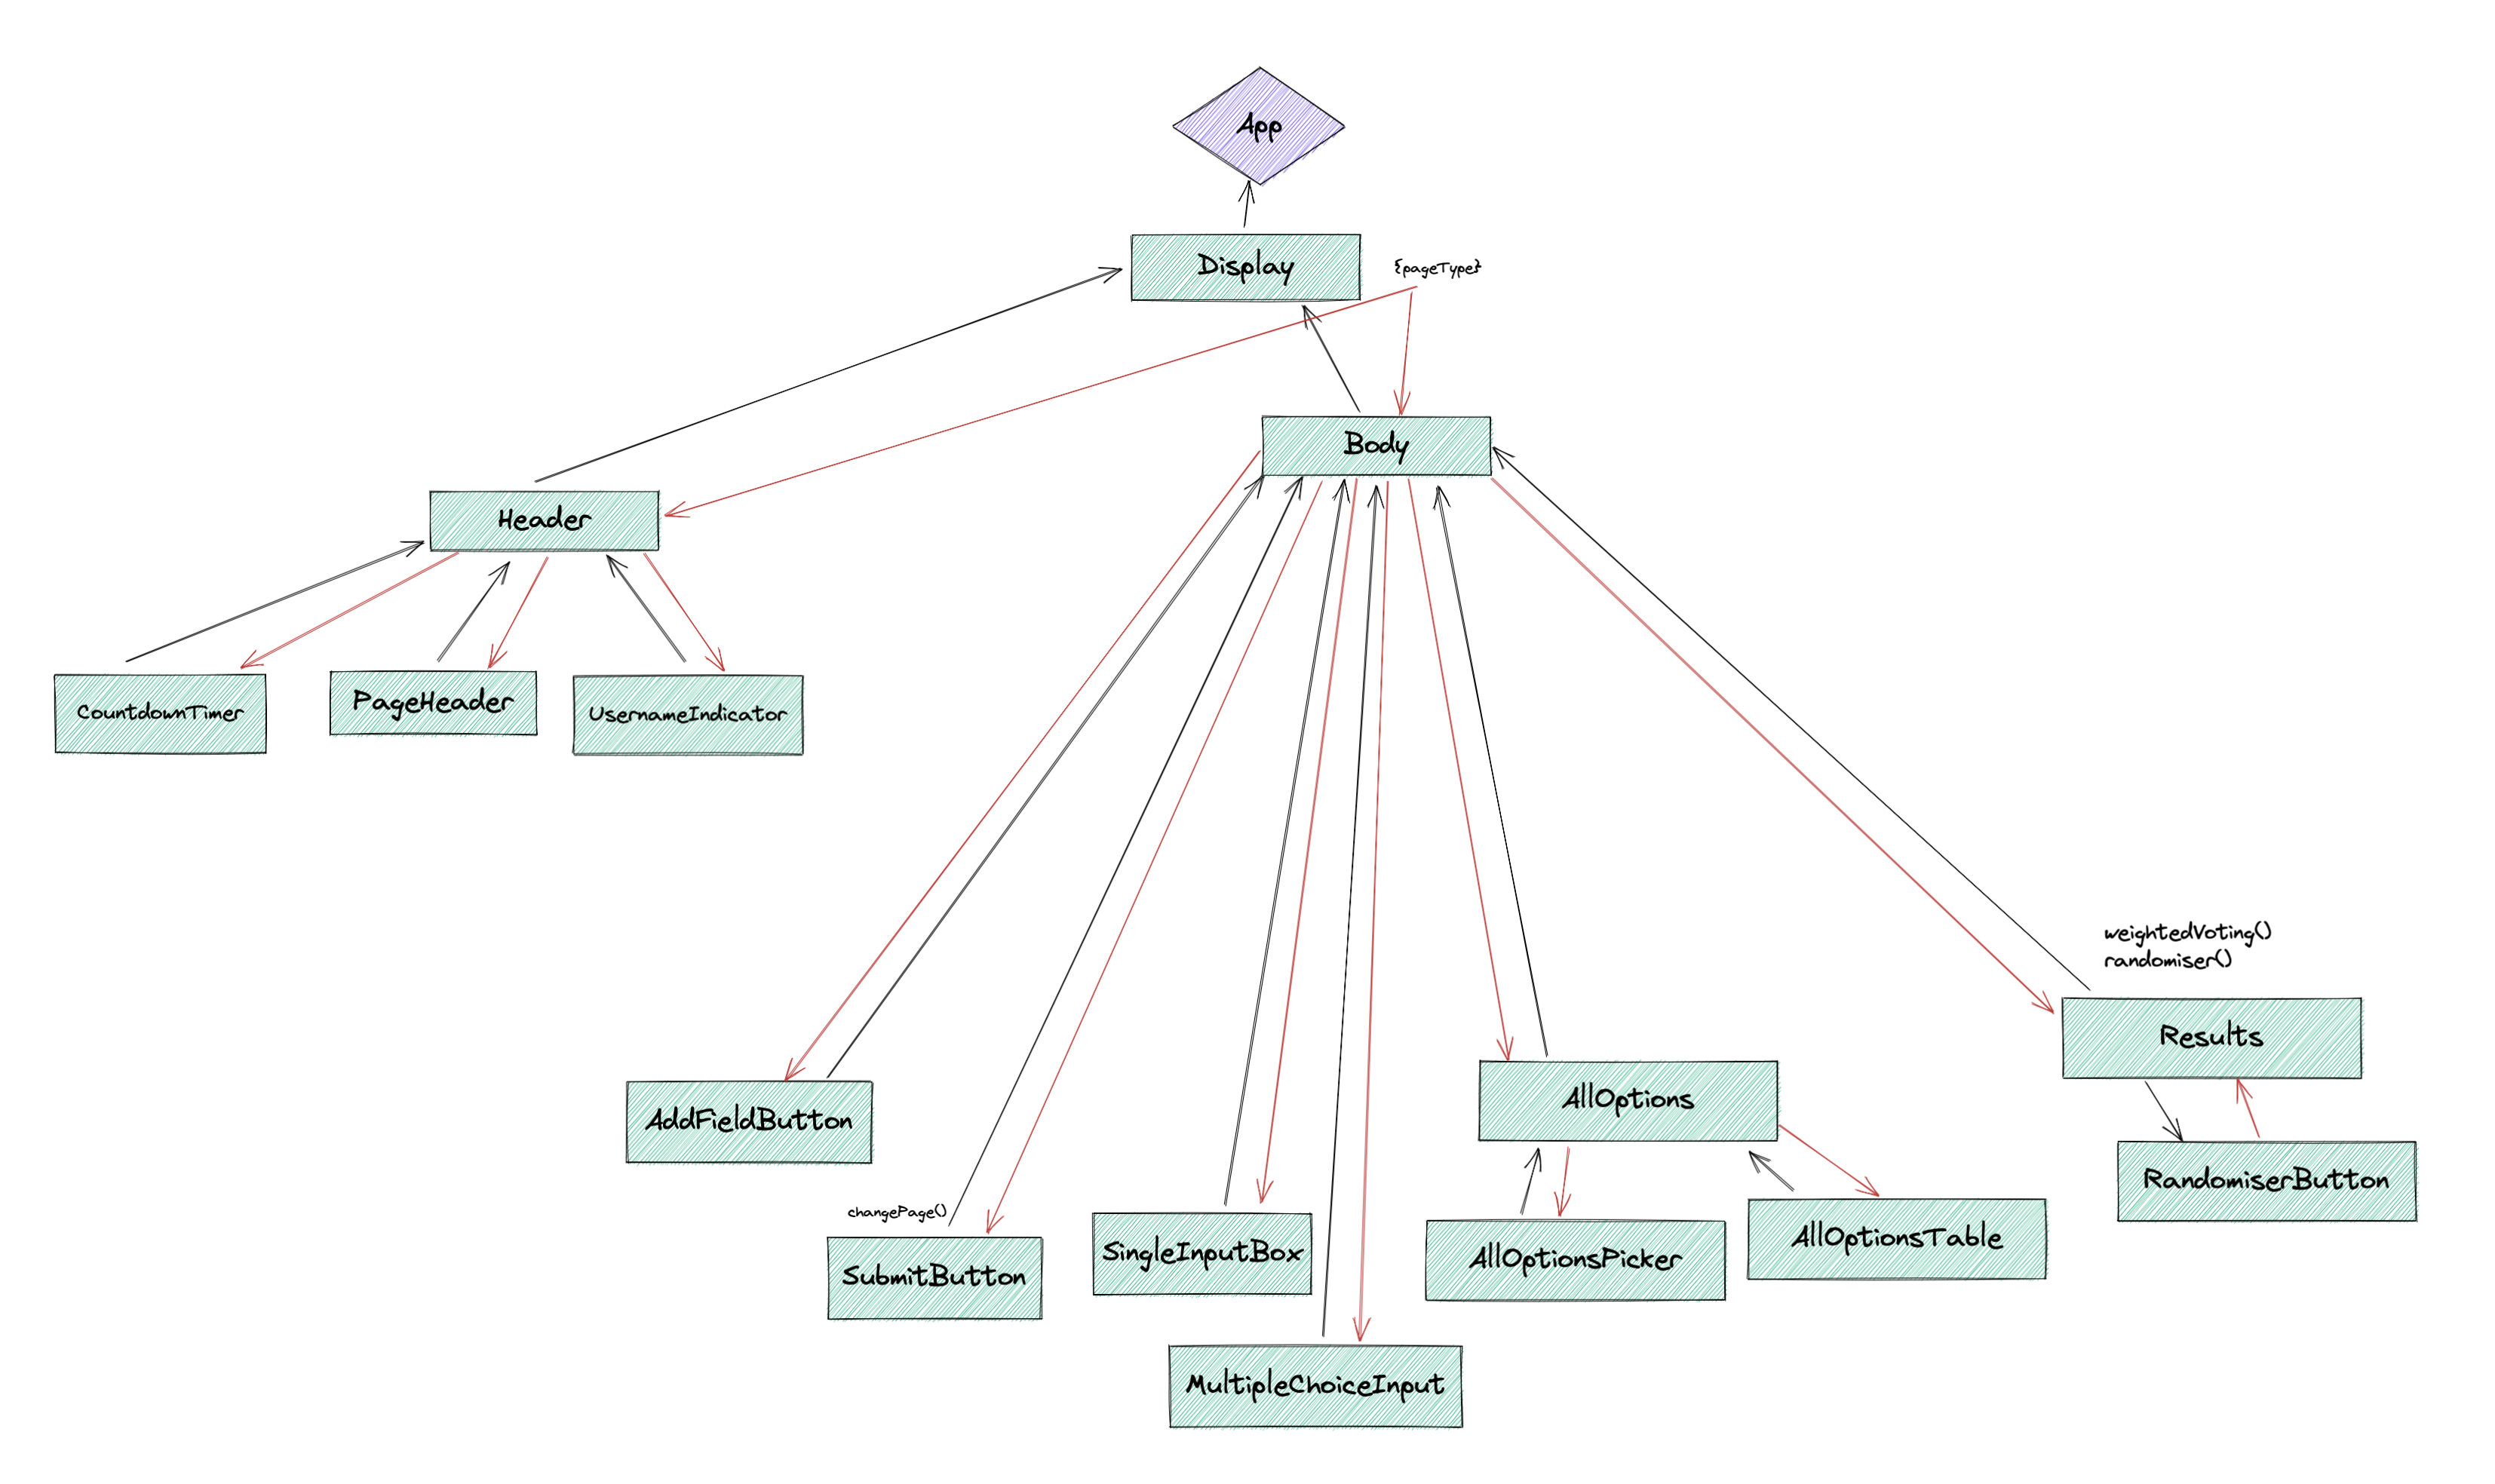 App
Display
{pageType}
Body
Header
CountdownTimer
PageHeader
UsernameIndicator
weightedVoting()
randomiser()
Results
AllOptions
AddFieldButton
RandomiserButton
changePage()
SingleInputBox
AllOptionsPicker
AllOptionsTable
SubmitButton
MultipleChoiceInput